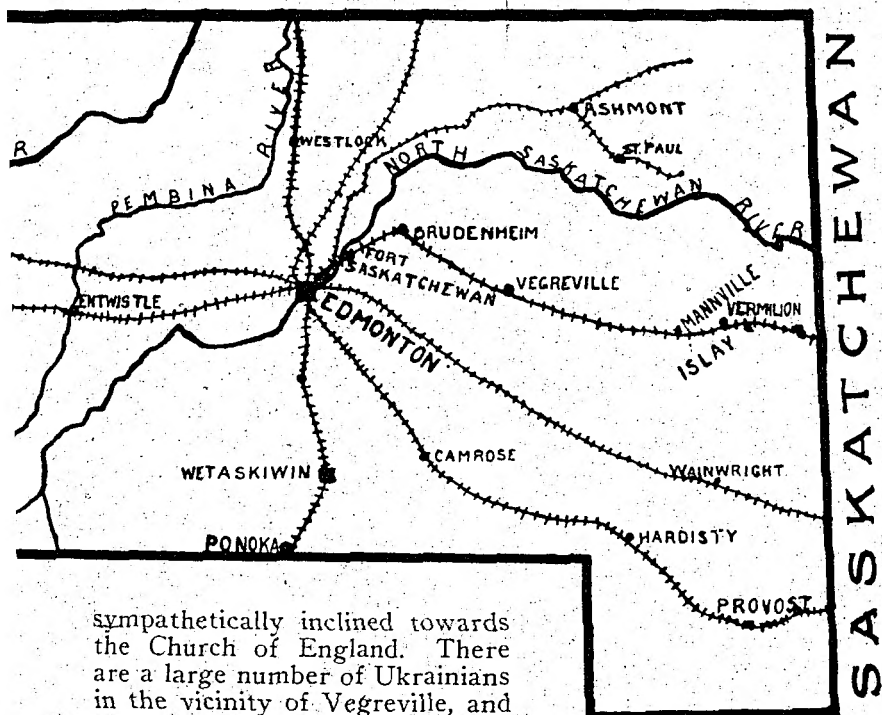 SASKATCHEWAN
R
PEMBINA RIVER
WESTLOCK
ASHMONT
ST. PAUL
NORTH SASKATCHEWAN RIVER
BRUDENHEIM
FORT SASKATCHEWAN
VEGREVILLE
MANNVILLE
VERMILION
ISLAY
ENTWISTLE
EDMONTON
CAMROSE
WETASKIWIN
WAINWRIGHT
PONOKA
HARDISTY
PROVOST
sympathetically inclined towards
the Church of England. There
are a large number of Ukrainians
in the vicinity of Vegreville, and